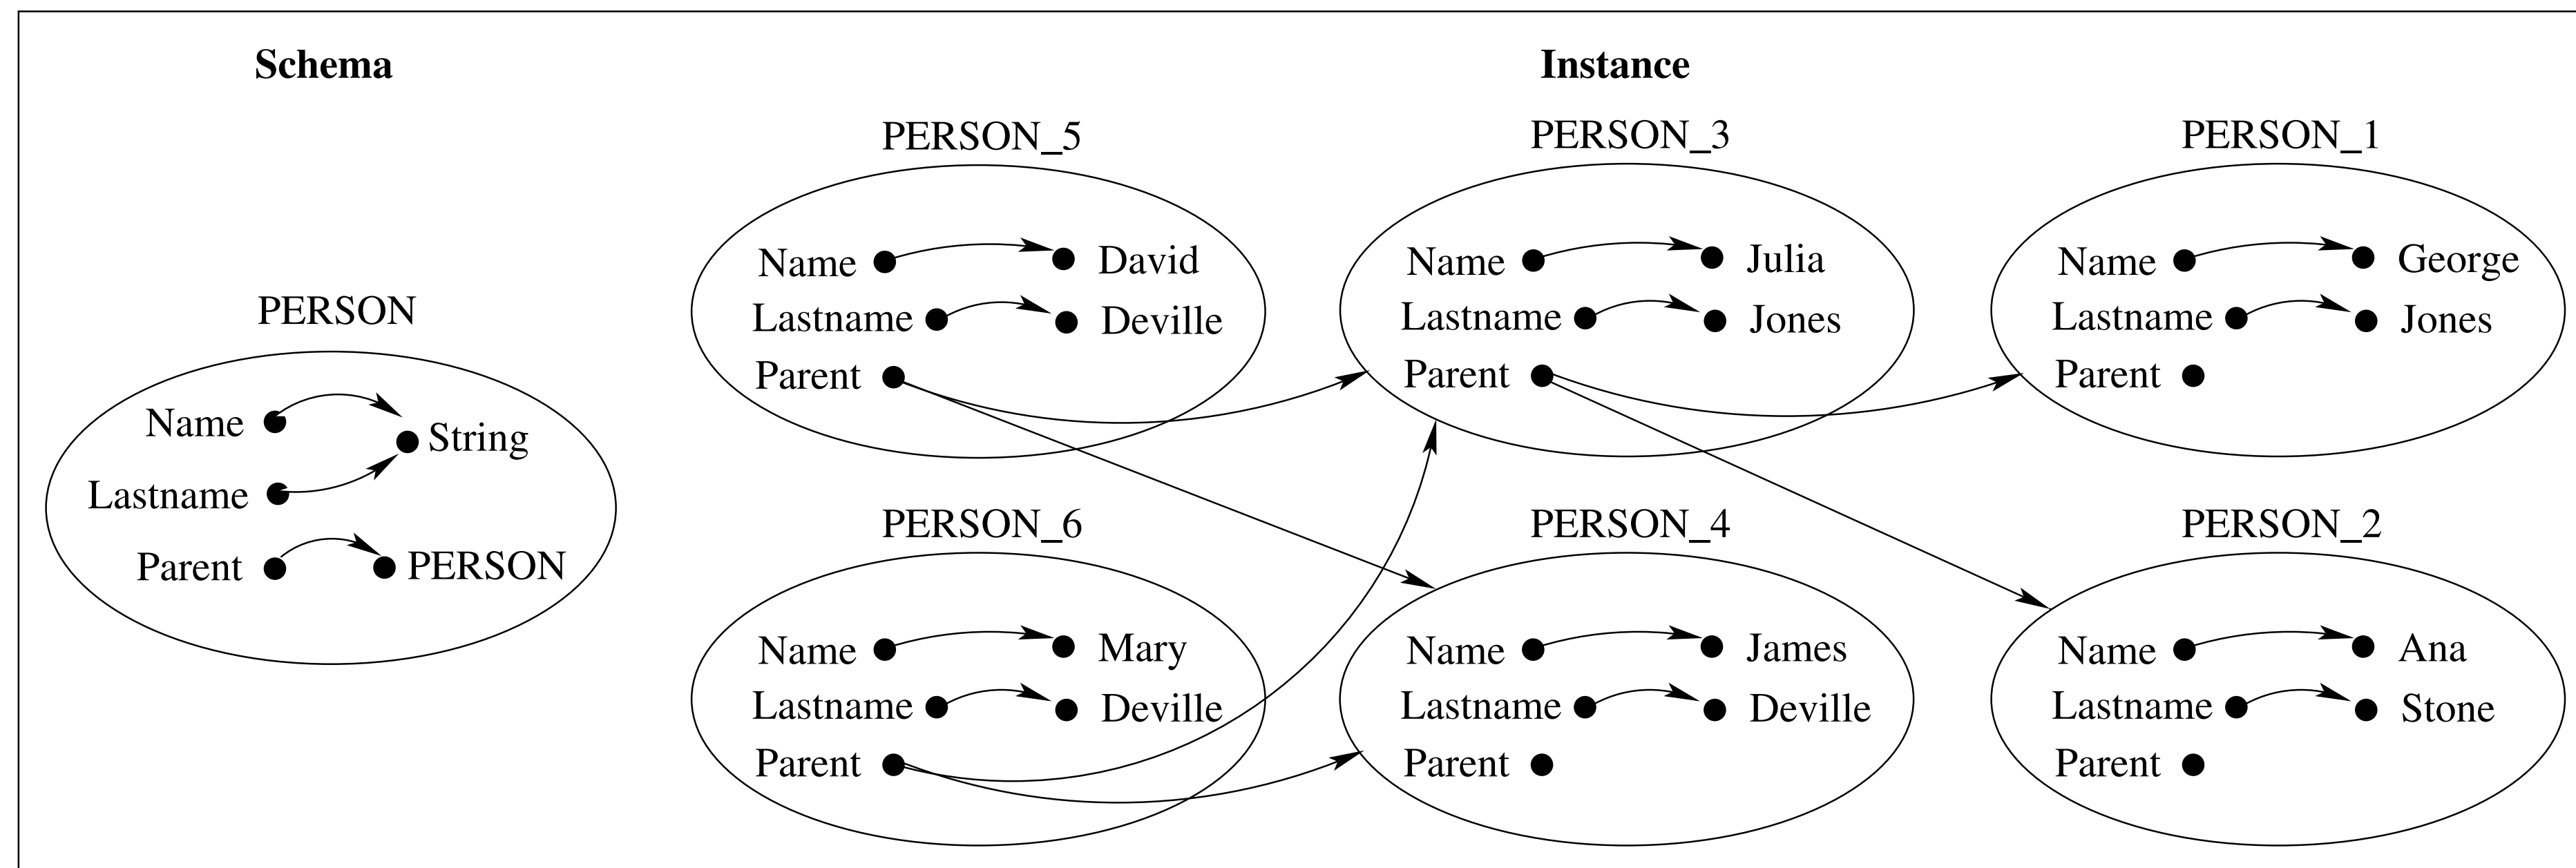 Schema
PERSON
Name
String
Lastname
Parent
PERSON
Instance
PERSON_5
Name David
Lastname Deville
Parent
PERSON_3
Name Julia
Lastname Jones
Parent
PERSON_1
Name George
Lastname Jones
Parent
PERSON_6
Name Mary
Lastname Deville
Parent
PERSON_4
Name James
Lastname Deville
Parent
PERSON_2
Name Ana
Lastname Stone
Parent